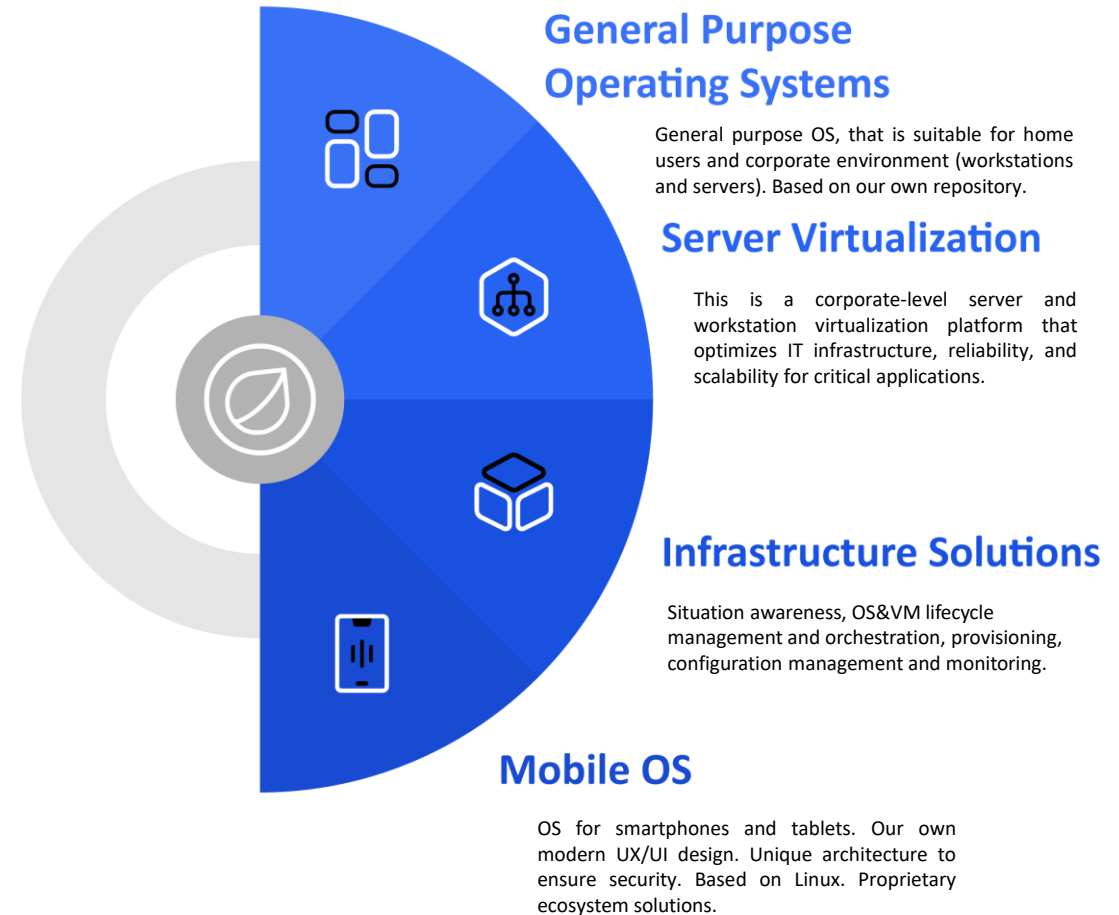 General Purpose
Operating Systems
General purpose OS, that is suitable for home
users and corporate environment (workstations
and servers). Based on our own repository.
Server Virtualization
This is a corporate-level server and
workstation virtualization platform that
optimizes IT infrastructure, reliability, and
scalability for critical applications.
Infrastructure Solutions
Situation awareness, OS&VM lifecycle
management and orchestration, provisioning,
configuration management and monitoring.
Mobile OS
OS for smartphones and tablets. Our own
modern UX/UI design. Unique architecture to
ensure security. Based on Linux. Proprietary
ecosystem solutions.